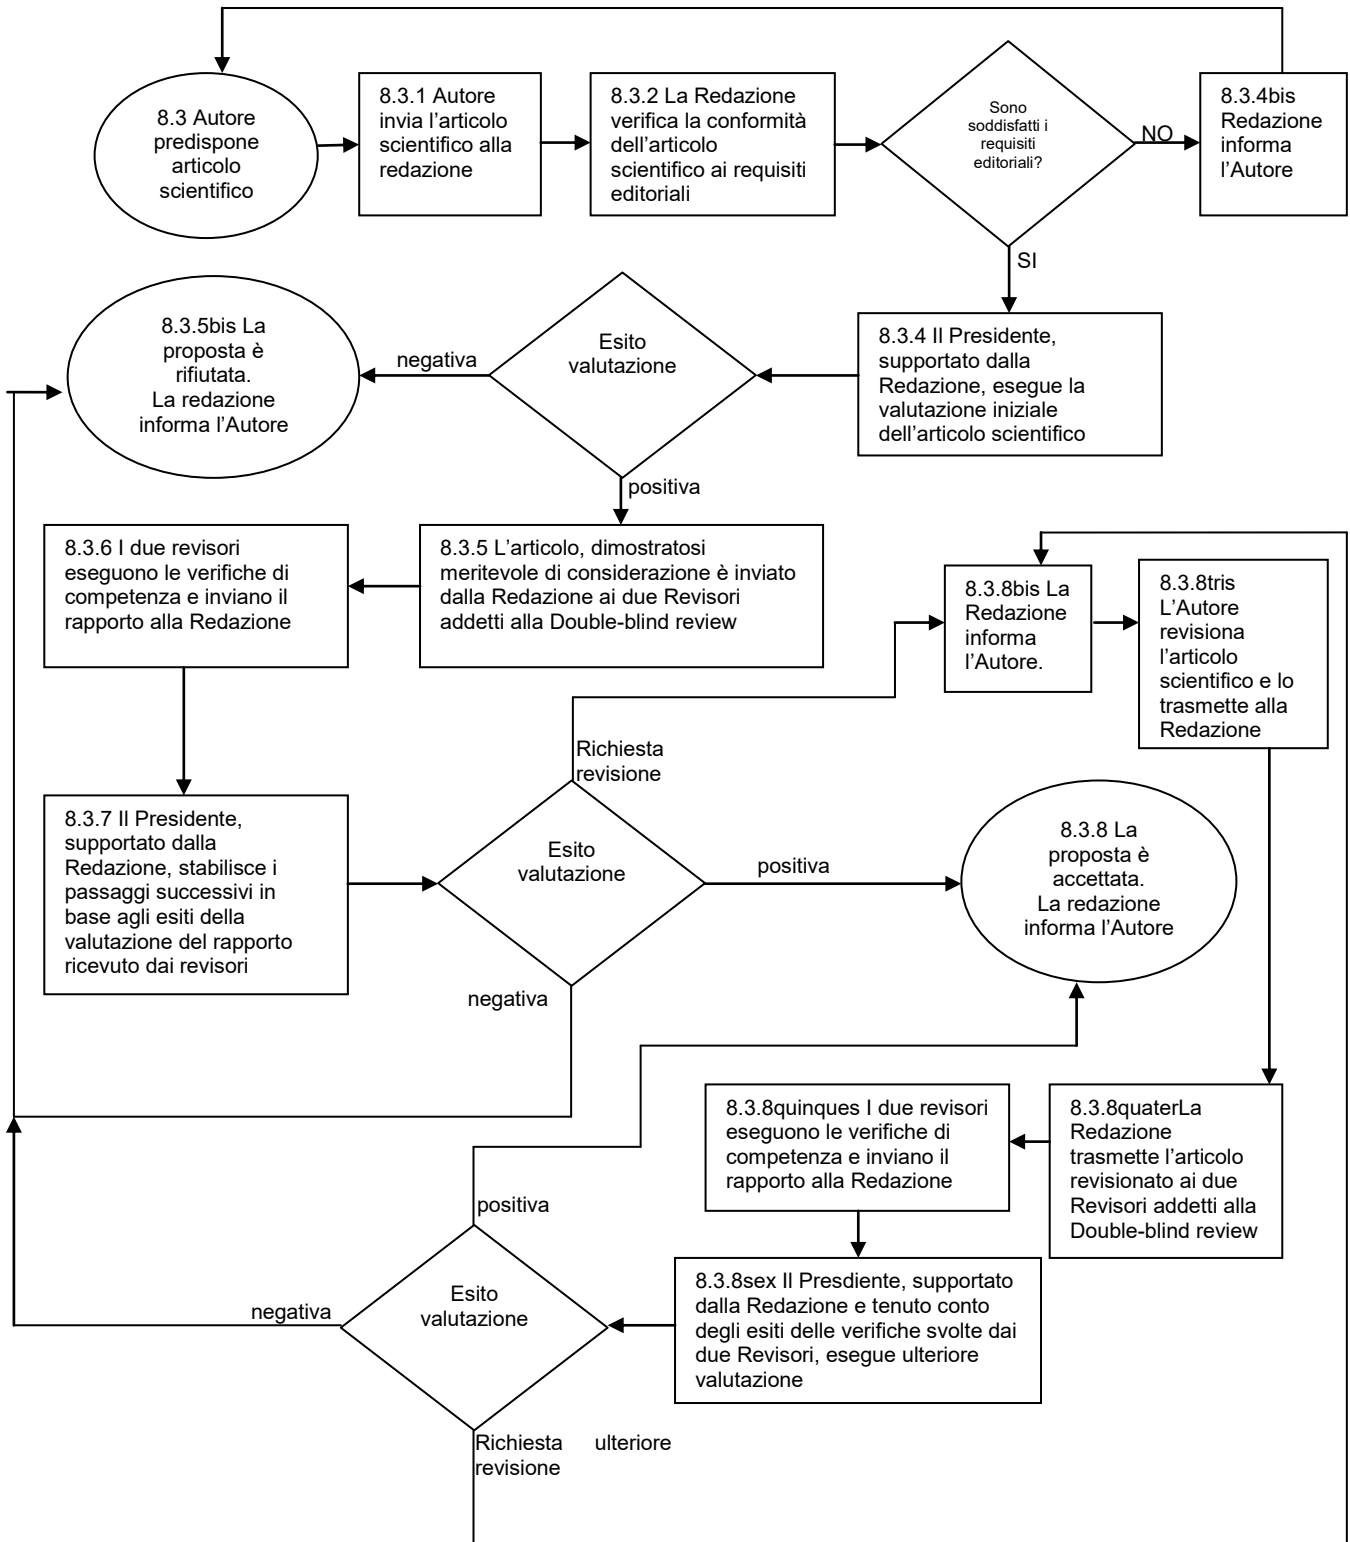 8.3 Autore
predispone
articolo
scientifico
8.3.1 Autore
invia l'articolo
scientifico alla
redazione
8.3.2 La Redazione
verifica la conformità
dell'articolo
scientifico ai requisiti
editoriali
Sono
soddisfatti i
requisiti
editoriali?
NO
8.3.4bis
Redazione
informa
l'Autore
SI
8.3.4 Il Presidente,
supportato dalla
Redazione, esegue la
valutazione iniziale
dell'articolo scientifico
Esito
valutazione
negativa
8.3.5bis La
proposta è
rifiutata.
La redazione
informa l'Autore
positiva
8.3.5 L'articolo, dimostratosi
meritevole di considerazione è inviato
dalla Redazione ai due Revisori
addetti alla Double-blind review
8.3.6 I due revisori
eseguono le verifiche di
competenza e inviano il
rapporto alla Redazione
8.3.7 Il Presidente,
supportato dalla
Redazione, stabilisce i
passaggi successivi in
base agli esiti della
valutazione del rapporto
ricevuto dai revisori
Esito
valutazione
Richiesta
revisione
8.3.8bis La
Redazione
informa
l'Autore.
8.3.8tris
L'Autore
revisiona
l'articolo
scientifico e lo
trasmette alla
Redazione
positiva
8.3.8 La
proposta è
accettata.
La redazione
informa l'Autore
negativa
8.3.8quaterLa
Redazione
trasmette l'articolo
revisionato ai due
Revisori addetti alla
Double-blind review
8.3.8quinques I due revisori
eseguono le verifiche di
competenza e inviano il
rapporto alla Redazione
8.3.8sex Il Presdiente, supportato
dalla Redazione e tenuto conto
degli esiti delle verifiche svolte dai
due Revisori, esegue ulteriore
valutazione
Esito
valutazione
positiva
negativa
Richiesta ulteriore
revisione